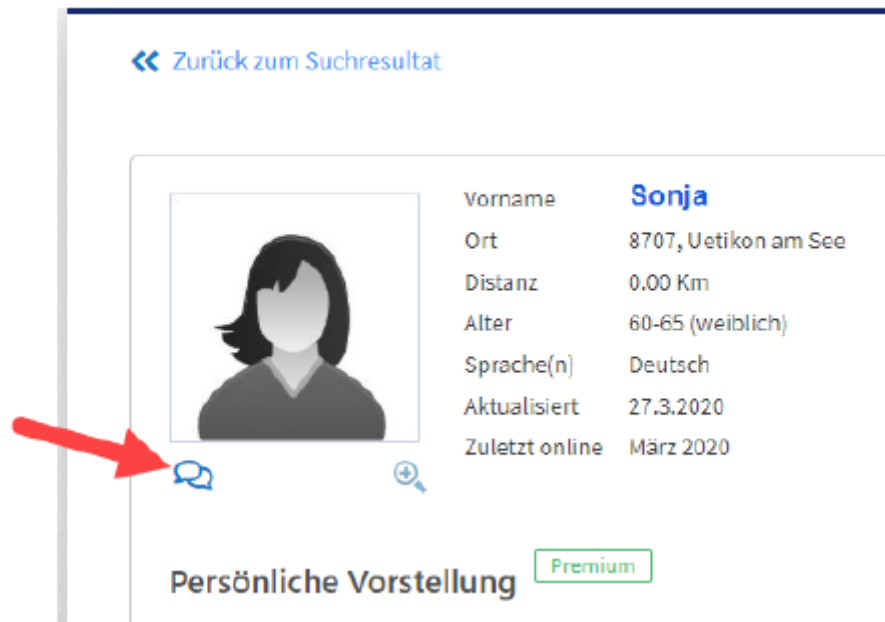 Zurück zum Suchresultat
Vorname Sonja
Ort 8707, Uetikon am See
Distanz 0.00 Km
Alter 60-65 (weiblich)
Sprache(n) Deutsch
Aktualisiert 27.3.2020
Zuletzt online März 2020
Persönliche Vorstellung Premium